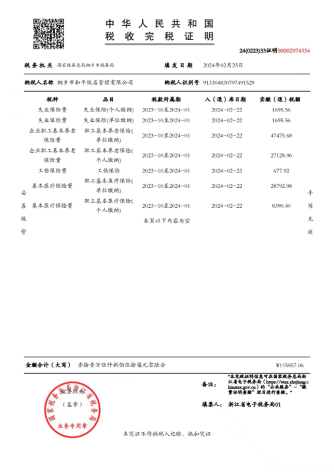 中华人民共和国
税收完税证明
24(0223)35证明90002974354
税务机关 国家税务总局桐乡市税务局 填发日期 2024年02月23日
纳税人名称 桐乡市和平饭店管理有限公司 纳税人识别号 913304830797491529
税种 品目名称 税款所属期 入(退)库日期 实缴(退)税额
失业保险费 失业保险(个人缴纳) 2023-10至2024-01 2024-02-22 1695.56
失业保险费 失业保险(单位缴纳) 2023-10至2024-01 2024-02-22 1695.56
企业职工基本养老保险费 职工基本养老保险(单位缴纳) 2023-10至2024-01 2024-02-22 47475.68
企业职工基本养老保险费 职工基本养老保险(个人缴纳) 2023-10至2024-01 2024-02-22 27128.96
工伤保险费 工伤保险 2023-10至2024-01 2024-02-22 677.92
基本医疗保险费 职工基本医疗保险(单位缴纳) 2023-10至2024-01 2024-02-22 28792.98
基本医疗保险费 职工基本医疗保险(个人缴纳) 2023-10至2024-01 2024-02-22 8390.40
本页以下内容为空
妥善保管
手写无效
金额合计(大写) 壹拾壹万伍仟捌佰伍拾柒元零陆分 ¥115857.06
税务机关
(盖章)
业务专用章
备注:
"本完税证明信息可在国家税务总局浙江省电子税务局(https://etax.zhejiang.chinatax.gov.cn)的"公众服务"-"缴费证明查验"栏目进行查验。"
填票人: 浙江省电子税务局01
本凭证不作纳税人记账、抵扣凭证